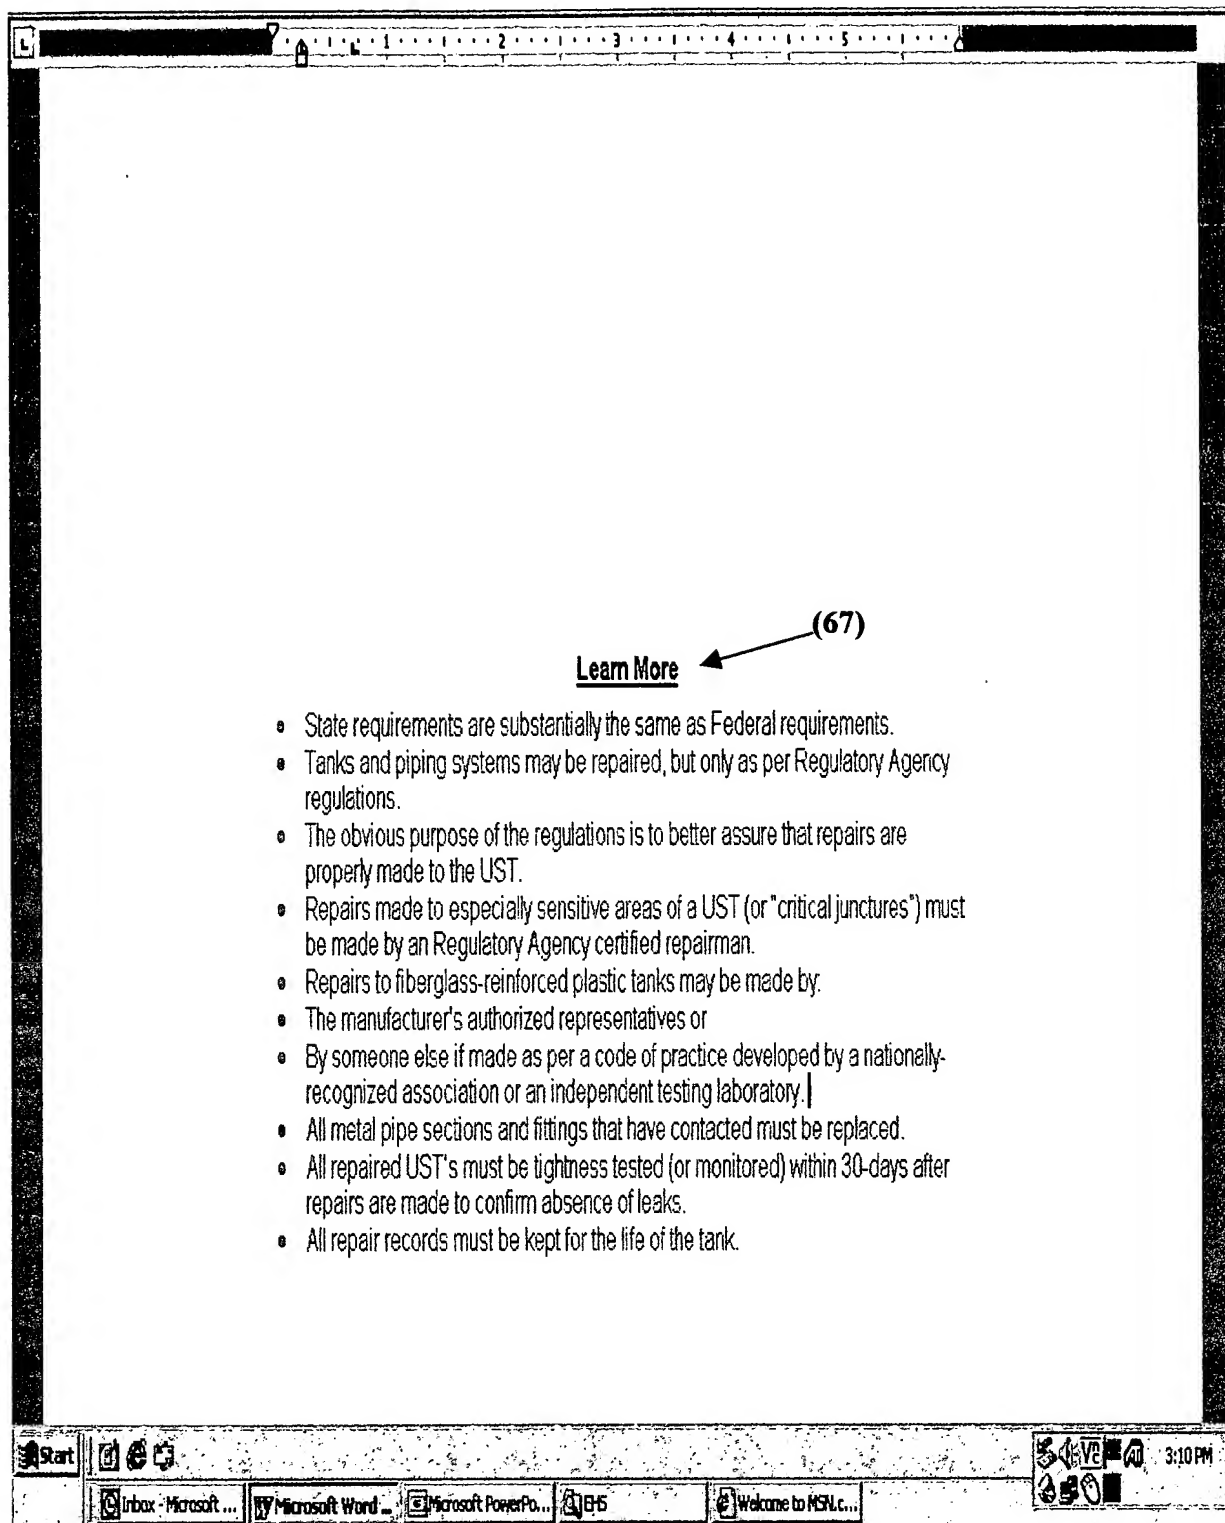 L 1 2 3 4 5
(67)
Learn More
• State requirements are substantially the same as Federal requirements.
• Tanks and piping systems may be repaired, but only as per Regulatory Agency
regulations.
• The obvious purpose of the regulations is to better assure that repairs are
properly made to the UST.
• Repairs made to especially sensitive areas of a UST (or "critical junctures") must
be made by an Regulatory Agency certified repairman.
• Repairs to fiberglass-reinforced plastic tanks may be made by:
• The manufacturer's authorized representatives or
• By someone else if made as per a code of practice developed by a nationally-
recognized association or an independent testing laboratory.
• All metal pipe sections and fittings that have contacted must be replaced.
• All repaired UST's must be tightness tested (or monitored) within 30-days after
repairs are made to confirm absence of leaks.
• All repair records must be kept for the life of the tank.
Start 3:10 PM
Inbox - Microsoft ... Microsoft Word ... Microsoft PowerPo... EHS Welcome to MSN.c...